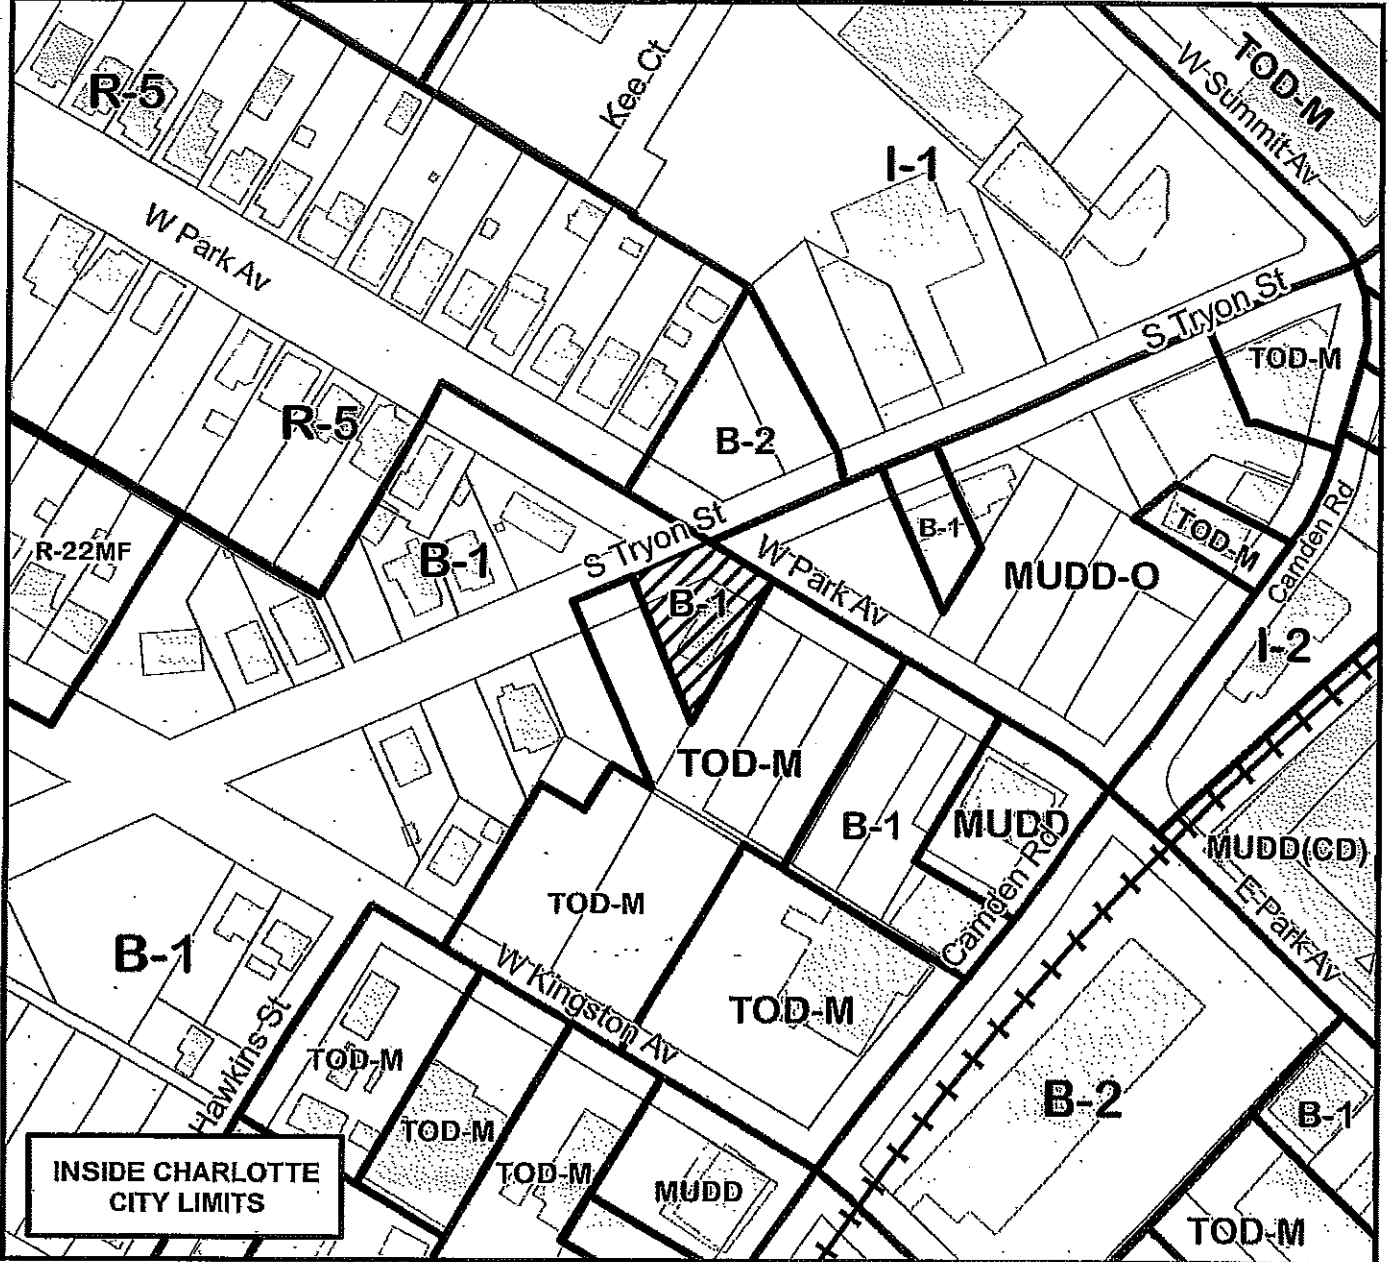 R-5
Kee Ct
TOD-M
W Summit Av
I-1
W Park Av
S Tryon St
TOD-M
R-5
B-2
R-22MF
B-1
S Tryon St
B-1
W Park Av
B-1
MUDD-O
TOD-M
Camden Rd
I-2
TOD-M
B-1
MUDD
MUDD(CD)
E Park Av
TOD-M
Camden Rd
B-1
W Kingston Av
TOD-M
Hawkins St
TOD-M
B-2
B-1
TOD-M
TOD-M
MUDD
TOD-M
INSIDE CHARLOTTE
CITY LIMITS